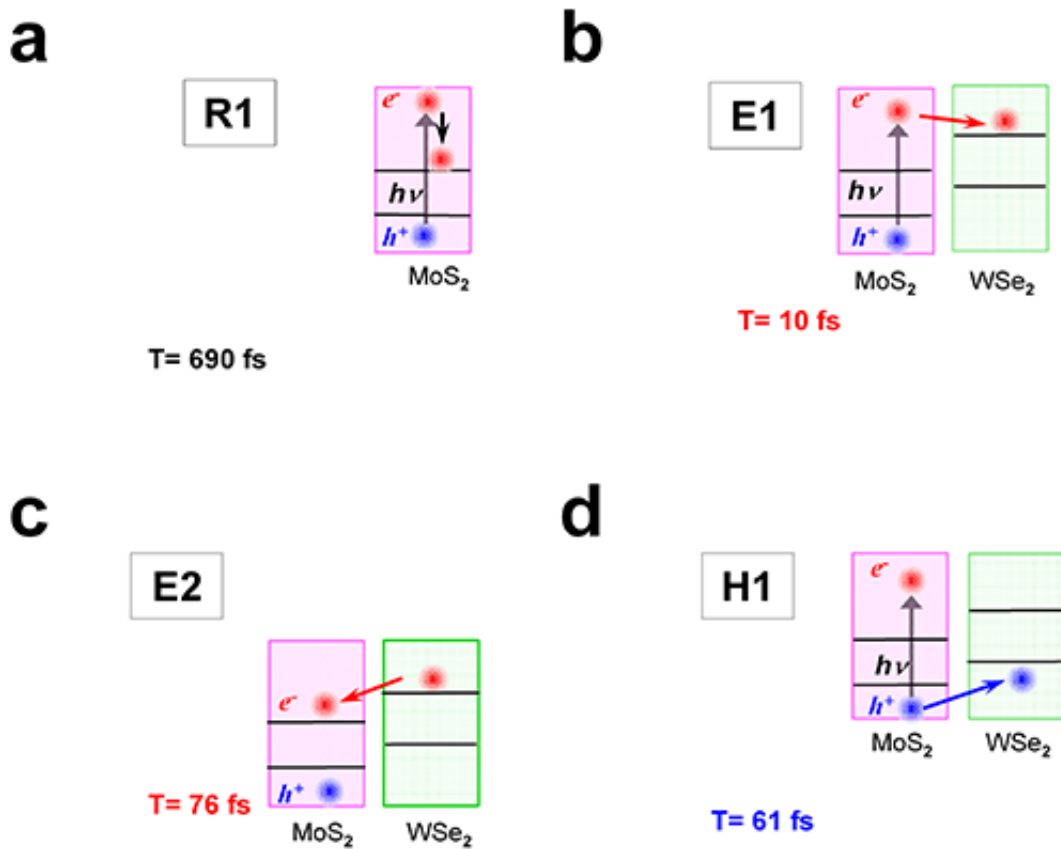 a
R1
e⁻
hν
h⁺
MoS₂
T= 690 fs
b
E1
e⁻
hν
h⁺
MoS₂
WSe₂
T= 10 fs
c
E2
e⁻
h⁺
MoS₂
WSe₂
T= 76 fs
d
H1
e⁻
hν
h⁺
MoS₂
WSe₂
T= 61 fs